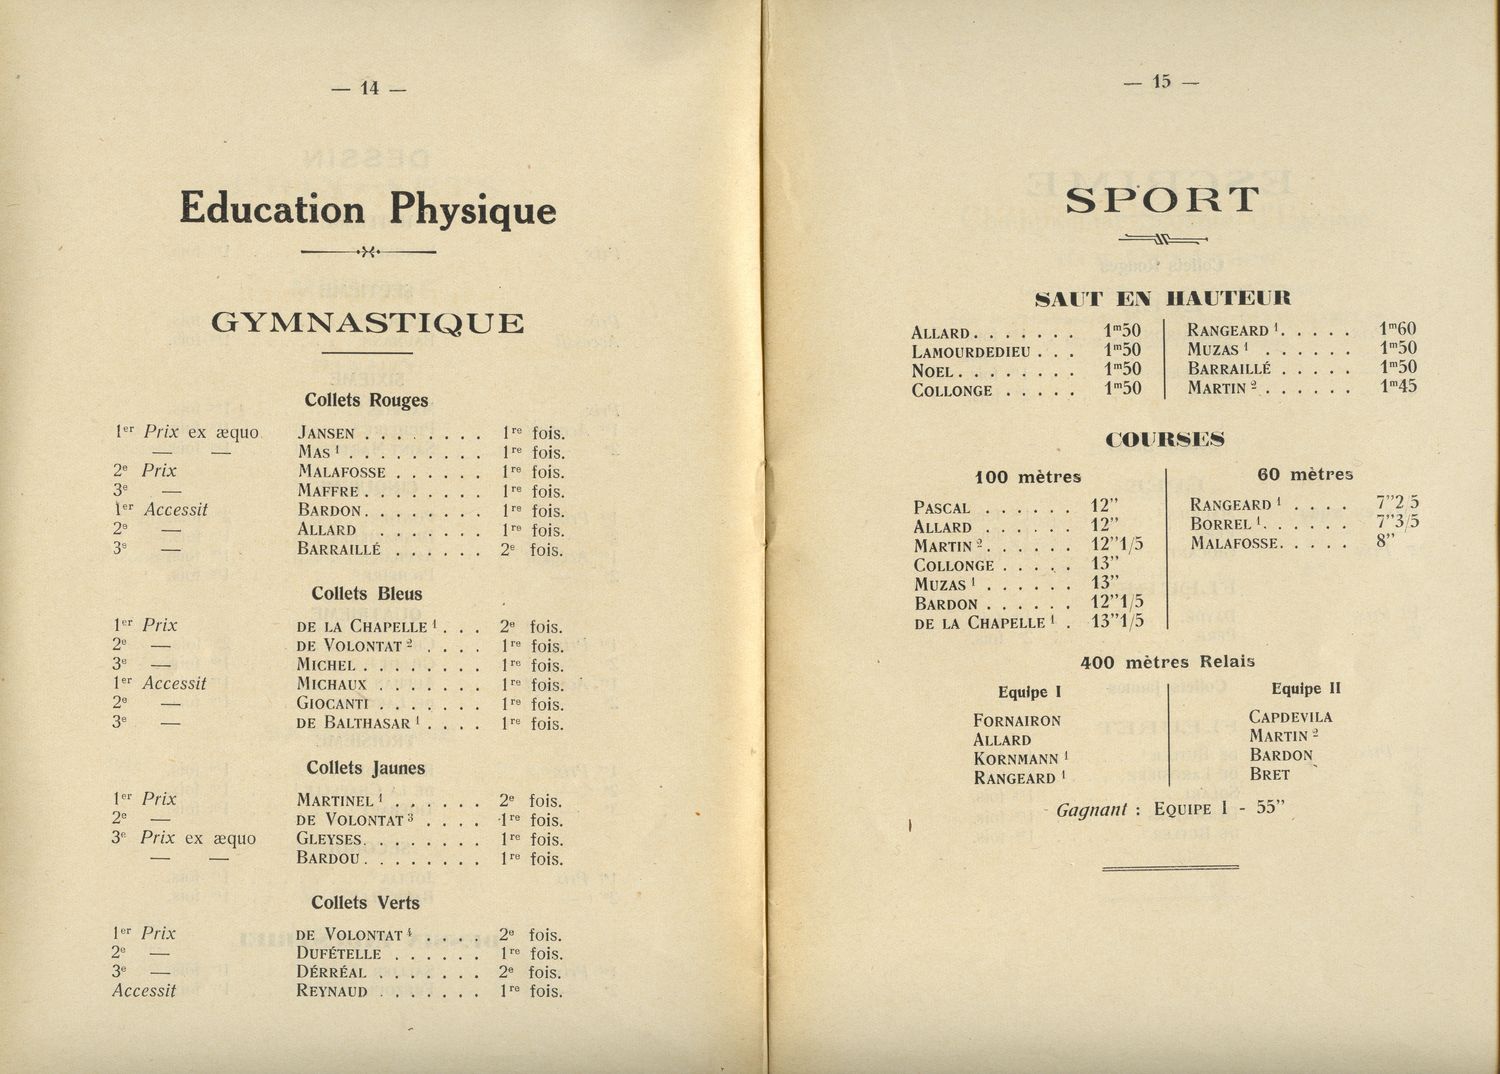 — 14 —
Education Physique
GYMNASTIQUE
Collets Rouges
1er Prix ex æquo JANSEN . . . . . . . . 1re fois.
— — MAS 1 . . . . . . . . . 1re fois.
2e Prix MALAFOSSE . . . . . . 1re fois.
3e — MAFFRE . . . . . . . . 1re fois.
1er Accessit BARDON . . . . . . . . 1re fois.
2e — ALLARD . . . . . . . 1re fois.
3e — BARRAILLÉ . . . . . . 2e fois.
Collets Bleus
1er Prix DE LA CHAPELLE 1 . . . 2e fois.
2e — DE VOLONTAT 2 . . . . 1re fois.
3e — MICHEL . . . . . . . . 1re fois.
1er Accessit MICHAUX . . . . . . . 1re fois.
2e — GIOCANTI . . . . . . . 1re fois.
3e — DE BALTHASAR 1 . . . . 1re fois.
Collets Jaunes
1er Prix MARTINEL 1 . . . . . . 2e fois.
2e — DE VOLONTAT 3 . . . . 1re fois.
3e Prix ex æquo GLEYSES . . . . . . . . 1re fois.
— — BARDOU . . . . . . . . 1re fois.
Collets Verts
1er Prix DE VOLONTAT 4 . . . . 2e fois.
2e — DUFÉTELLE . . . . . . 1re fois.
3e — DÉRRÉAL . . . . . . . 2e fois.
Accessit REYNAUD . . . . . . . 1re fois.
— 15 —
SPORT
SAUT EN HAUTEUR
ALLARD . . . . . . . 1m50
LAMOURDEDIEU . . . 1m50
NOEL . . . . . . . . 1m50
COLLONGE . . . . . 1m50
RANGEARD 1 . . . . . 1m60
MUZAS 1 . . . . . . 1m50
BARRAILLÉ . . . . . 1m50
MARTIN 2 . . . . . . 1m45
COURSES
100 mètres
PASCAL . . . . . . 12"
ALLARD . . . . . . 12"
MARTIN 2 . . . . . . 12"1/5
COLLONGE . . . . . 13"
MUZAS 1 . . . . . . 13"
BARDON . . . . . . 12"1/5
DE LA CHAPELLE 1 . 13"1/5
60 mètres
RANGEARD 1 . . . . 7"2 5
BORREL 1 . . . . . . 7"3/5
MALAFOSSE . . . . . 8"
400 mètres Relais
Equipe I
FORNAIRON
ALLARD
KORNMANN 1
RANGEARD 1
Equipe II
CAPDEVILA
MARTIN 2
BARDON
BRET
Gagnant : EQUIPE I - 55"